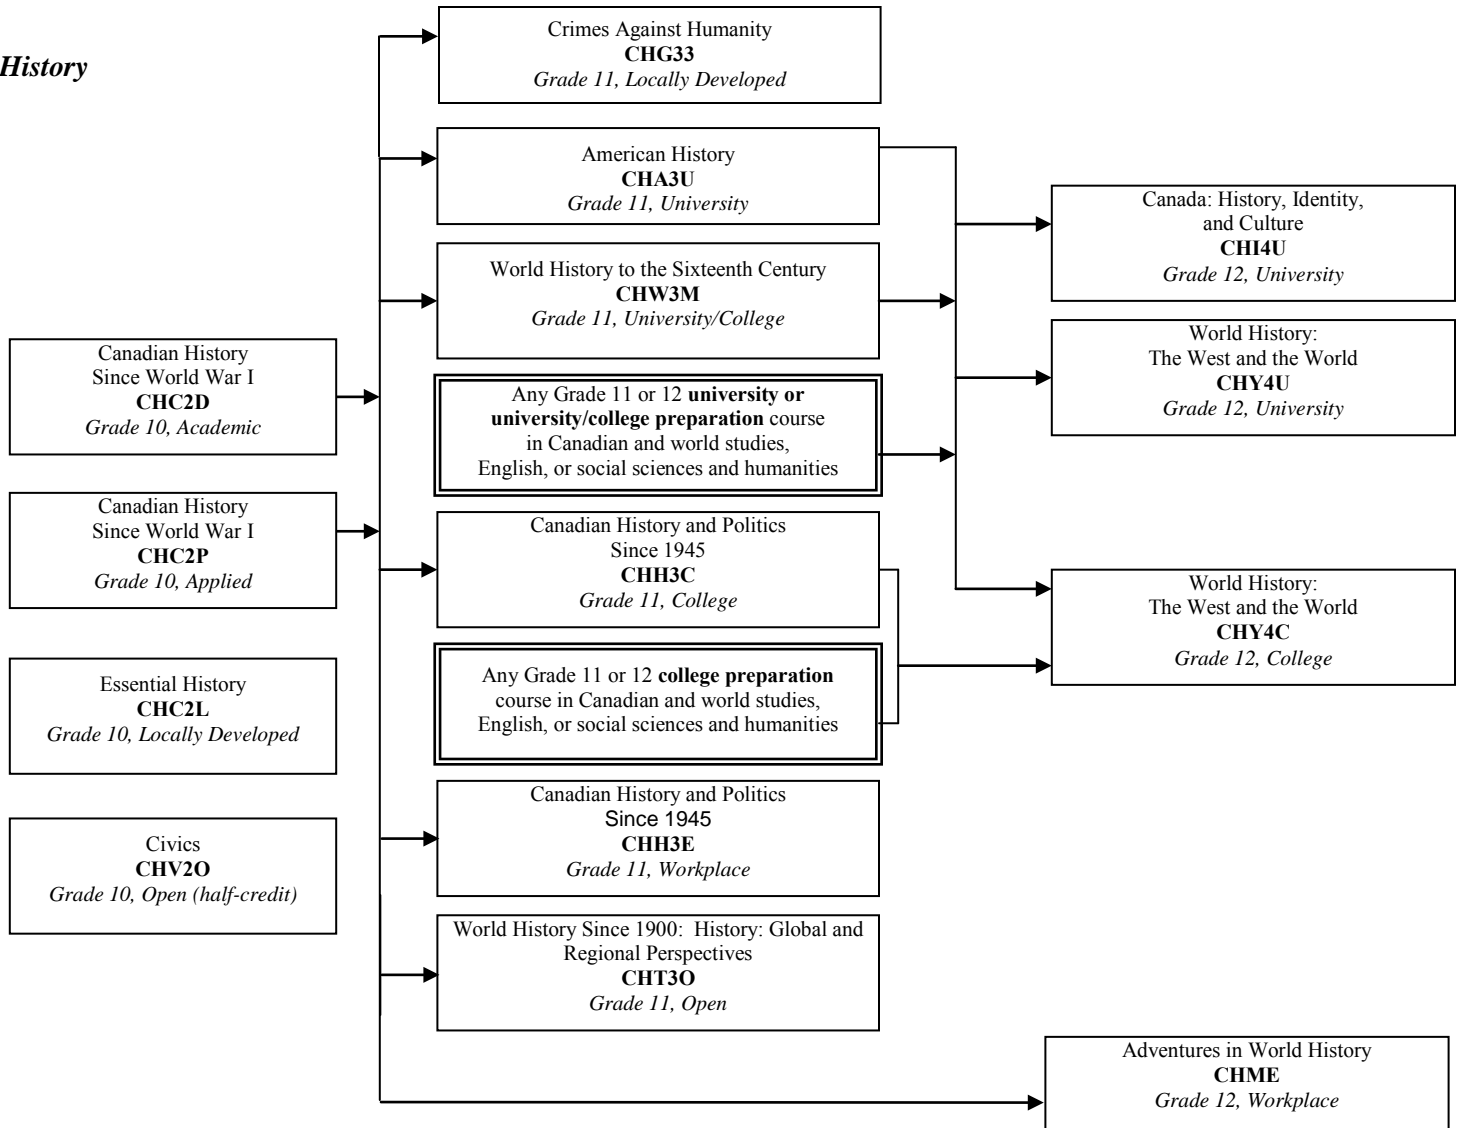 History
Crimes Against Humanity
CHG33
Grade 11, Locally Developed
American History
CHA3U
Grade 11, University
World History to the Sixteenth Century
CHW3M
Grade 11, University/College
Any Grade 11 or 12 university or
university/college preparation course
in Canadian and world studies,
English, or social sciences and humanities
Canadian History and Politics
Since 1945
CHH3C
Grade 11, College
Any Grade 11 or 12 college preparation
course in Canadian and world studies,
English, or social sciences and humanities
Canadian History and Politics
Since 1945
CHH3E
Grade 11, Workplace
World History Since 1900:  History: Global and
Regional Perspectives
CHT3O
Grade 11, Open
Canadian History
Since World War I
CHC2D
Grade 10, Academic
Canadian History
Since World War I
CHC2P
Grade 10, Applied
Essential History
CHC2L
Grade 10, Locally Developed
Civics
CHV2O
Grade 10, Open (half-credit)
Canada: History, Identity,
and Culture
CHI4U
Grade 12, University
World History:
The West and the World
CHY4U
Grade 12, University
World History:
The West and the World
CHY4C
Grade 12, College
Adventures in World History
CHME
Grade 12, Workplace